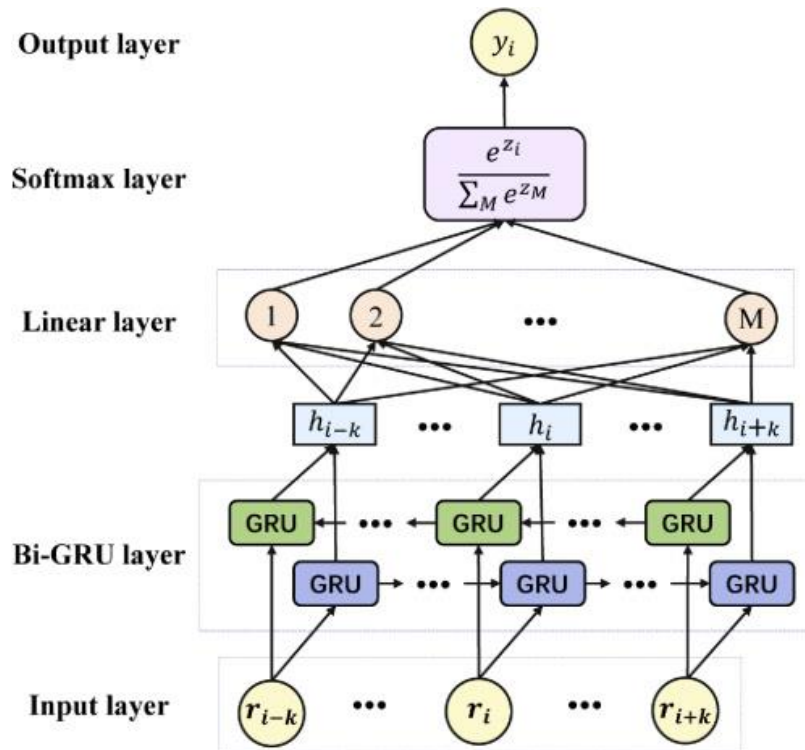 Output layer
y_i
Softmax layer
e^{z_i}
∑_M e^{z_M}
Linear layer
1 2 ••• M
h_{i−k} ••• h_i ••• h_{i+k}
GRU ••• GRU ••• GRU
Bi-GRU layer
GRU ••• GRU ••• GRU
Input layer
r_{i−k} ••• r_i ••• r_{i+k}